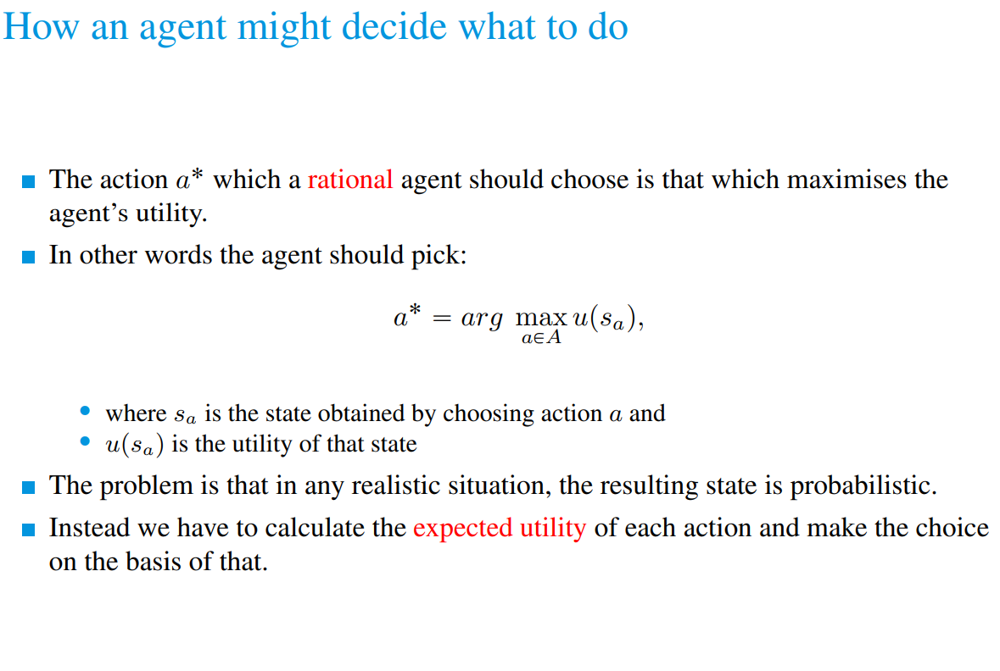 How an agent might decide what to do
■ The action a* which a rational agent should choose is that which maximises the
agent's utility.
■ In other words the agent should pick:
a* = arg max u(s_a),
a∈A
• where s_a is the state obtained by choosing action a and
• u(s_a) is the utility of that state
■ The problem is that in any realistic situation, the resulting state is probabilistic.
■ Instead we have to calculate the expected utility of each action and make the choice
on the basis of that.